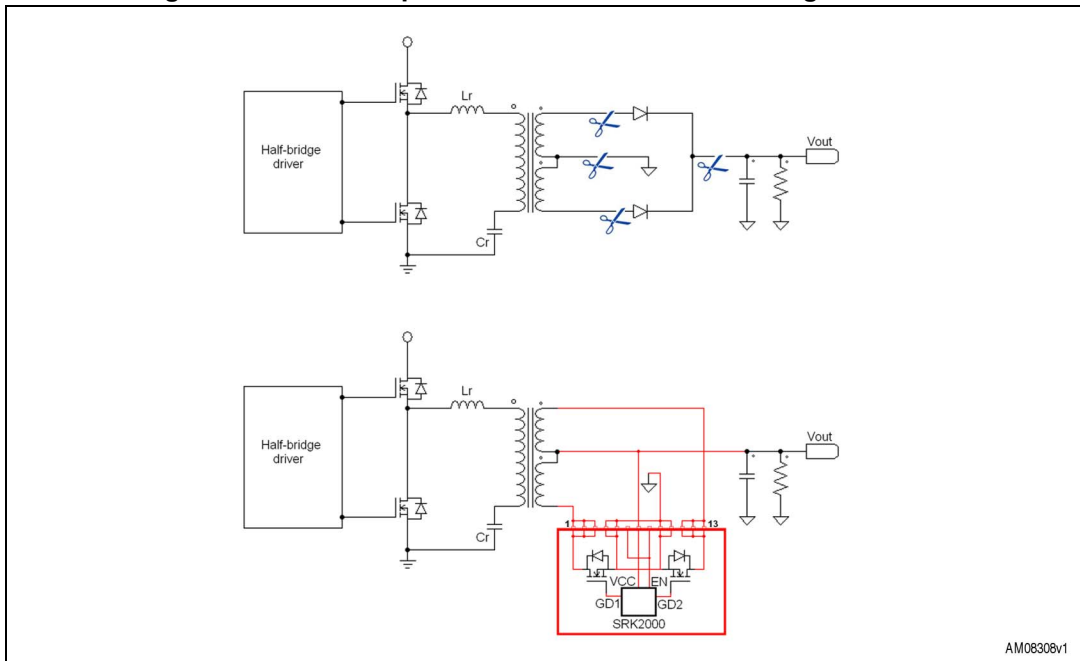 Lr
Half-bridge
driver
Vout
Cr
Lr
Half-bridge
driver
Vout
Cr
1
13
VCC
EN
GD1
GD2
SRK2000
AM08308v1